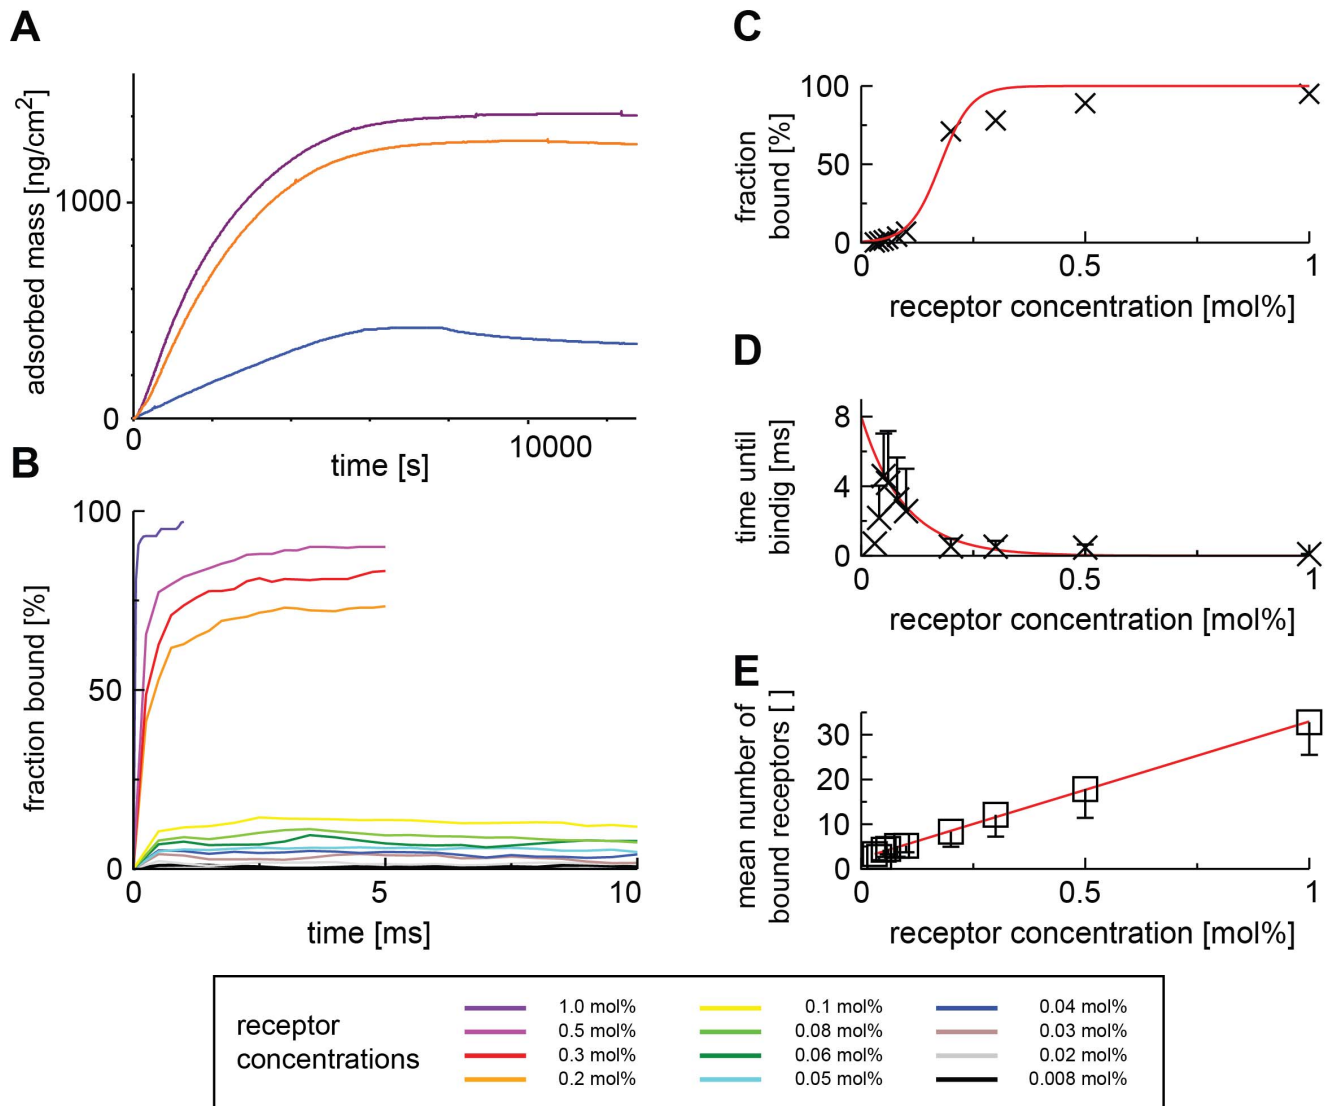 A
adsorbed mass [ng/cm2]
1000
0
0
10000
time [s]
B
fraction bound [%]
100
50
0
0
5
10
time [ms]
C
fraction
bound [%]
100
50
0
0
0.5
1
receptor concentration [mol%]
D
time until
bindig [ms]
8
4
0
0
0.5
1
receptor concentration [mol%]
E
mean number of
bound receptors [ ]
30
20
10
0
0
0.5
1
receptor concentration [mol%]
receptor
concentrations
1.0 mol%
0.5 mol%
0.3 mol%
0.2 mol%
0.1 mol%
0.08 mol%
0.06 mol%
0.05 mol%
0.04 mol%
0.03 mol%
0.02 mol%
0.008 mol%